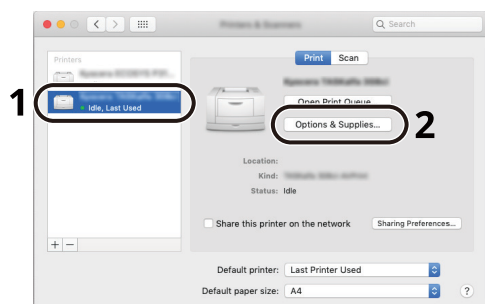 Search
Printers
Print Scan
Open Print Queue
1
Idle, Last Used
Options & Supplies...
2
Location:
Kind:
Status: Idle
Share this printer on the network
Sharing Preferences...
+ −
Default printer: Last Printer Used
Default paper size: A4
?